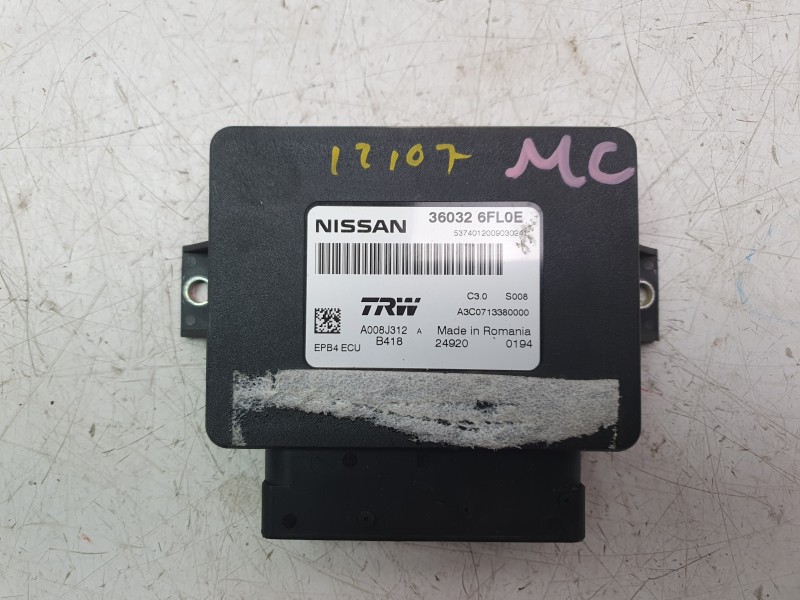 12107 MC
NISSAN 36032 6FL0E
C3.0 S008
TRW A3C0713380000
A008J312 A Made in Romania
EPB4 ECU B418 24920 0194